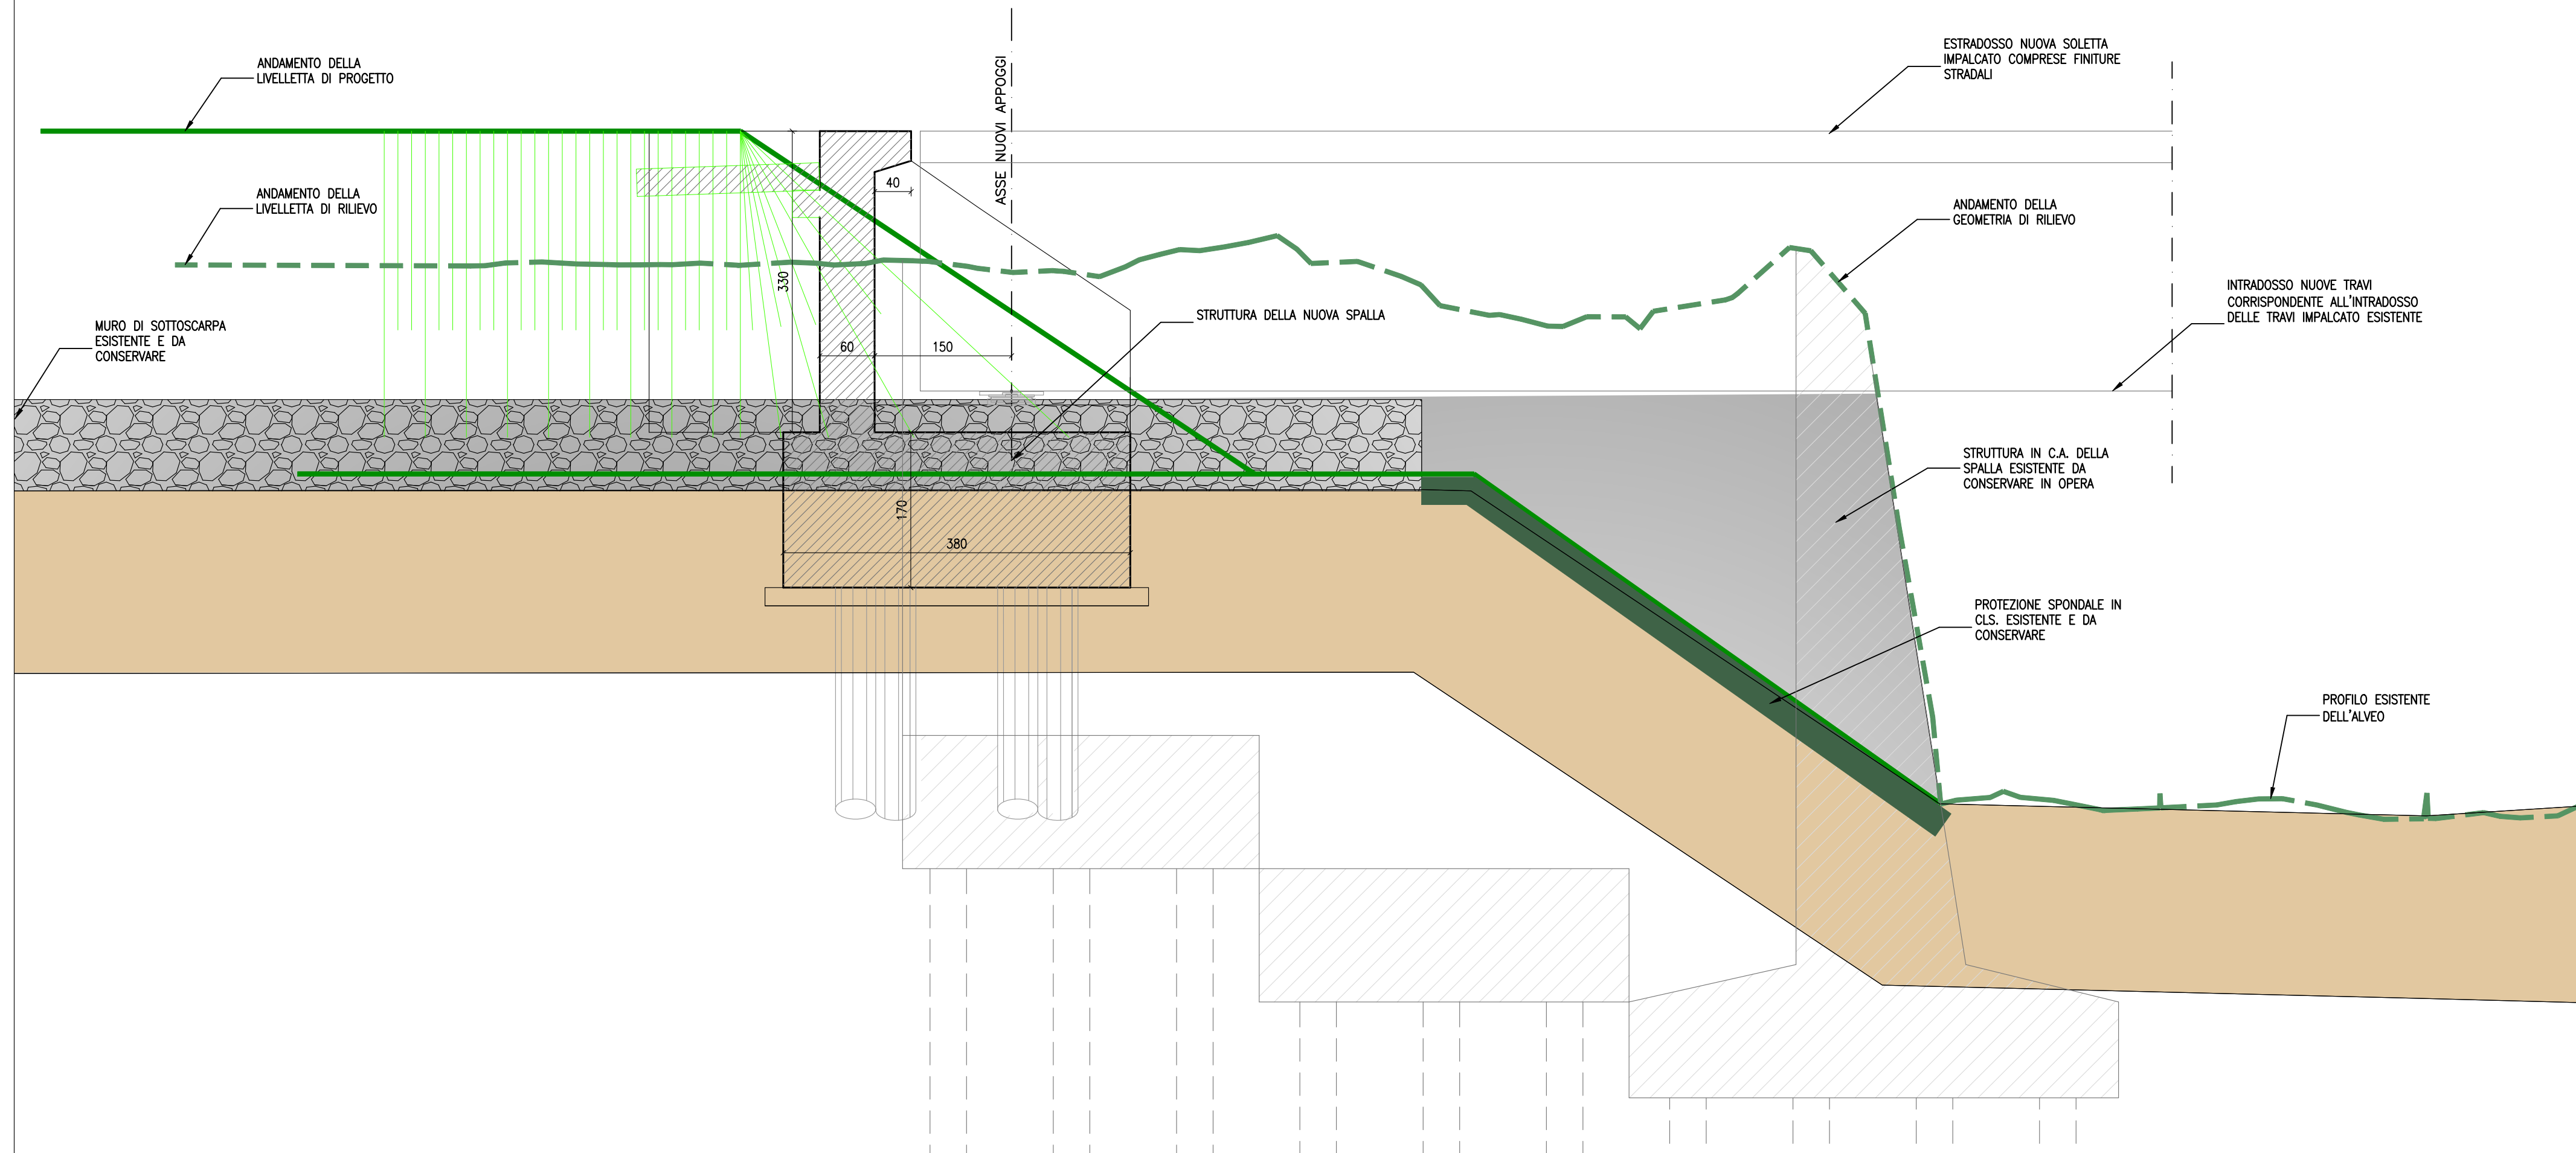 ANDAMENTO DELLA
LIVELLETTA DI PROGETTO
ANDAMENTO DELLA
LIVELLETTA DI RILIEVO
MURO DI SOTTOSCARPA
ESISTENTE E DA
CONSERVARE
ASSE NUOVI APPOGGI
40
330
60
150
170
380
STRUTTURA DELLA NUOVA SPALLA
ESTRADOSSO NUOVA SOLETTA
IMPALCATO COMPRESE FINITURE
STRADALI
ANDAMENTO DELLA
GEOMETRIA DI RILIEVO
INTRADOSSO NUOVE TRAVI
CORRISPONDENTE ALL'INTRADOSSO
DELLE TRAVI IMPALCATO ESISTENTE
STRUTTURA IN C.A. DELLA
SPALLA ESISTENTE DA
CONSERVARE IN OPERA
PROTEZIONE SPONDALE IN
CLS. ESISTENTE E DA
CONSERVARE
PROFILO ESISTENTE
DELL'ALVEO